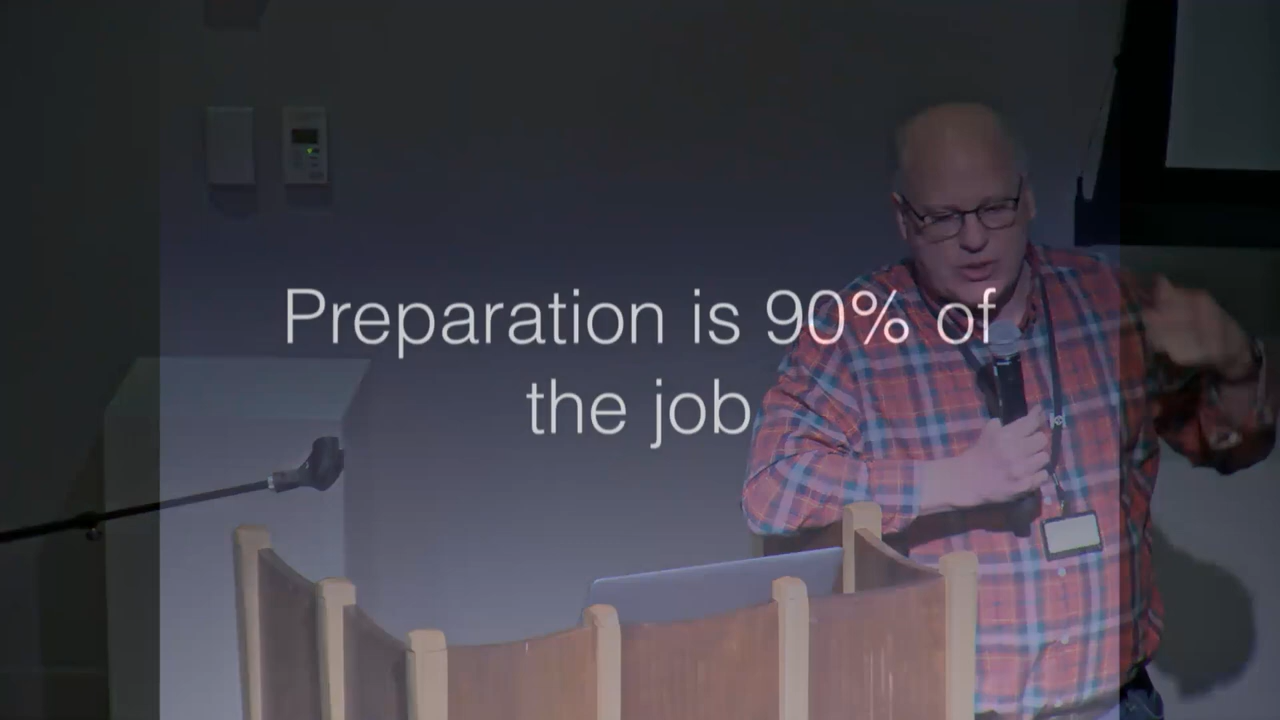 Preparation is 90% of
the job